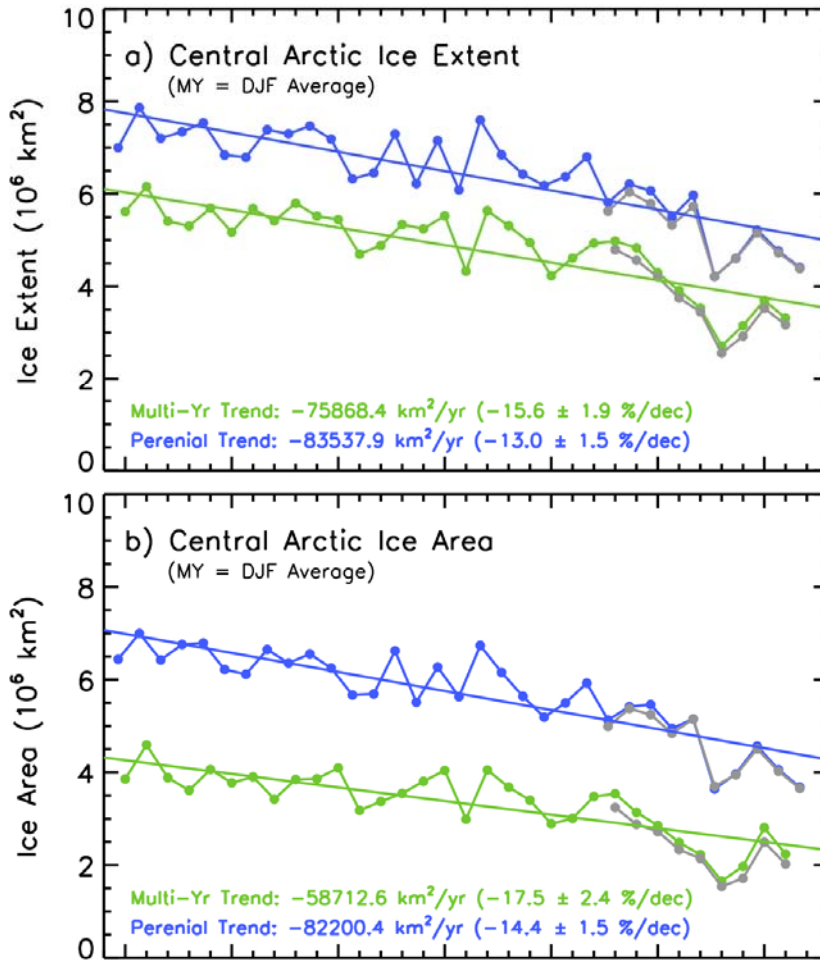 10
8
6
4
2
0
Ice Extent (10⁶ km²)
a) Central Arctic Ice Extent
(MY = DJF Average)
Multi-Yr Trend: -75868.4 km²/yr (-15.6 ± 1.9 %/dec)
Perenial Trend: -83537.9 km²/yr (-13.0 ± 1.5 %/dec)
10
8
6
4
2
0
Ice Area (10⁶ km²)
b) Central Arctic Ice Area
(MY = DJF Average)
Multi-Yr Trend: -58712.6 km²/yr (-17.5 ± 2.4 %/dec)
Perenial Trend: -82200.4 km²/yr (-14.4 ± 1.5 %/dec)